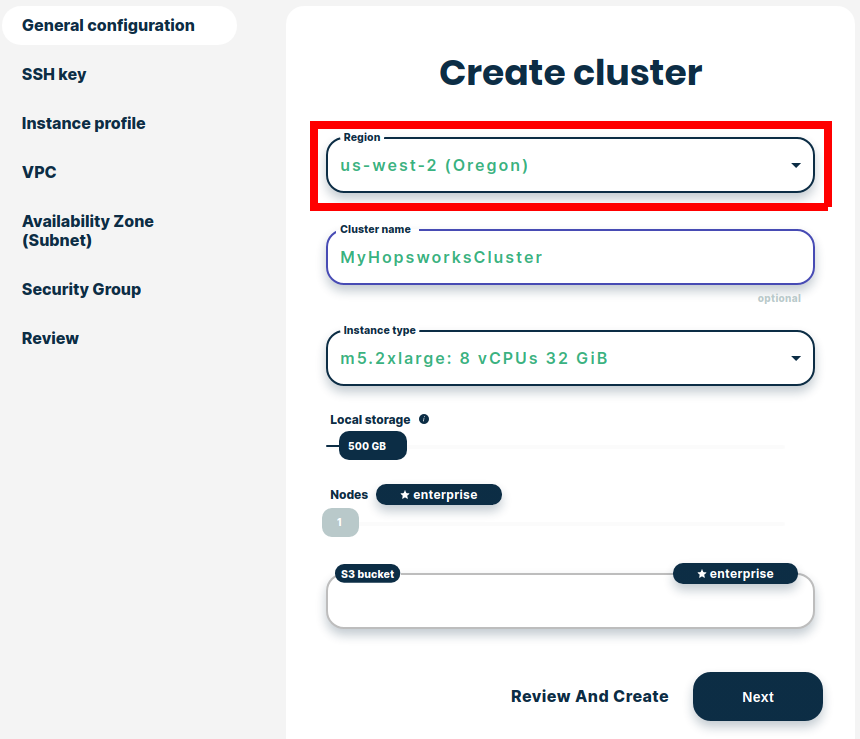 General configuration
SSH key
Instance profile
VPC
Availability Zone
(Subnet)
Security Group
Review
Create cluster
Region
us-west-2 (Oregon)
Cluster name
MyHopsworksCluster
optional
Instance type
m5.2xlarge: 8 vCPUs 32 GiB
Local storage i
500 GB
Nodes ★ enterprise
1
S3 bucket ★ enterprise
Review And Create Next